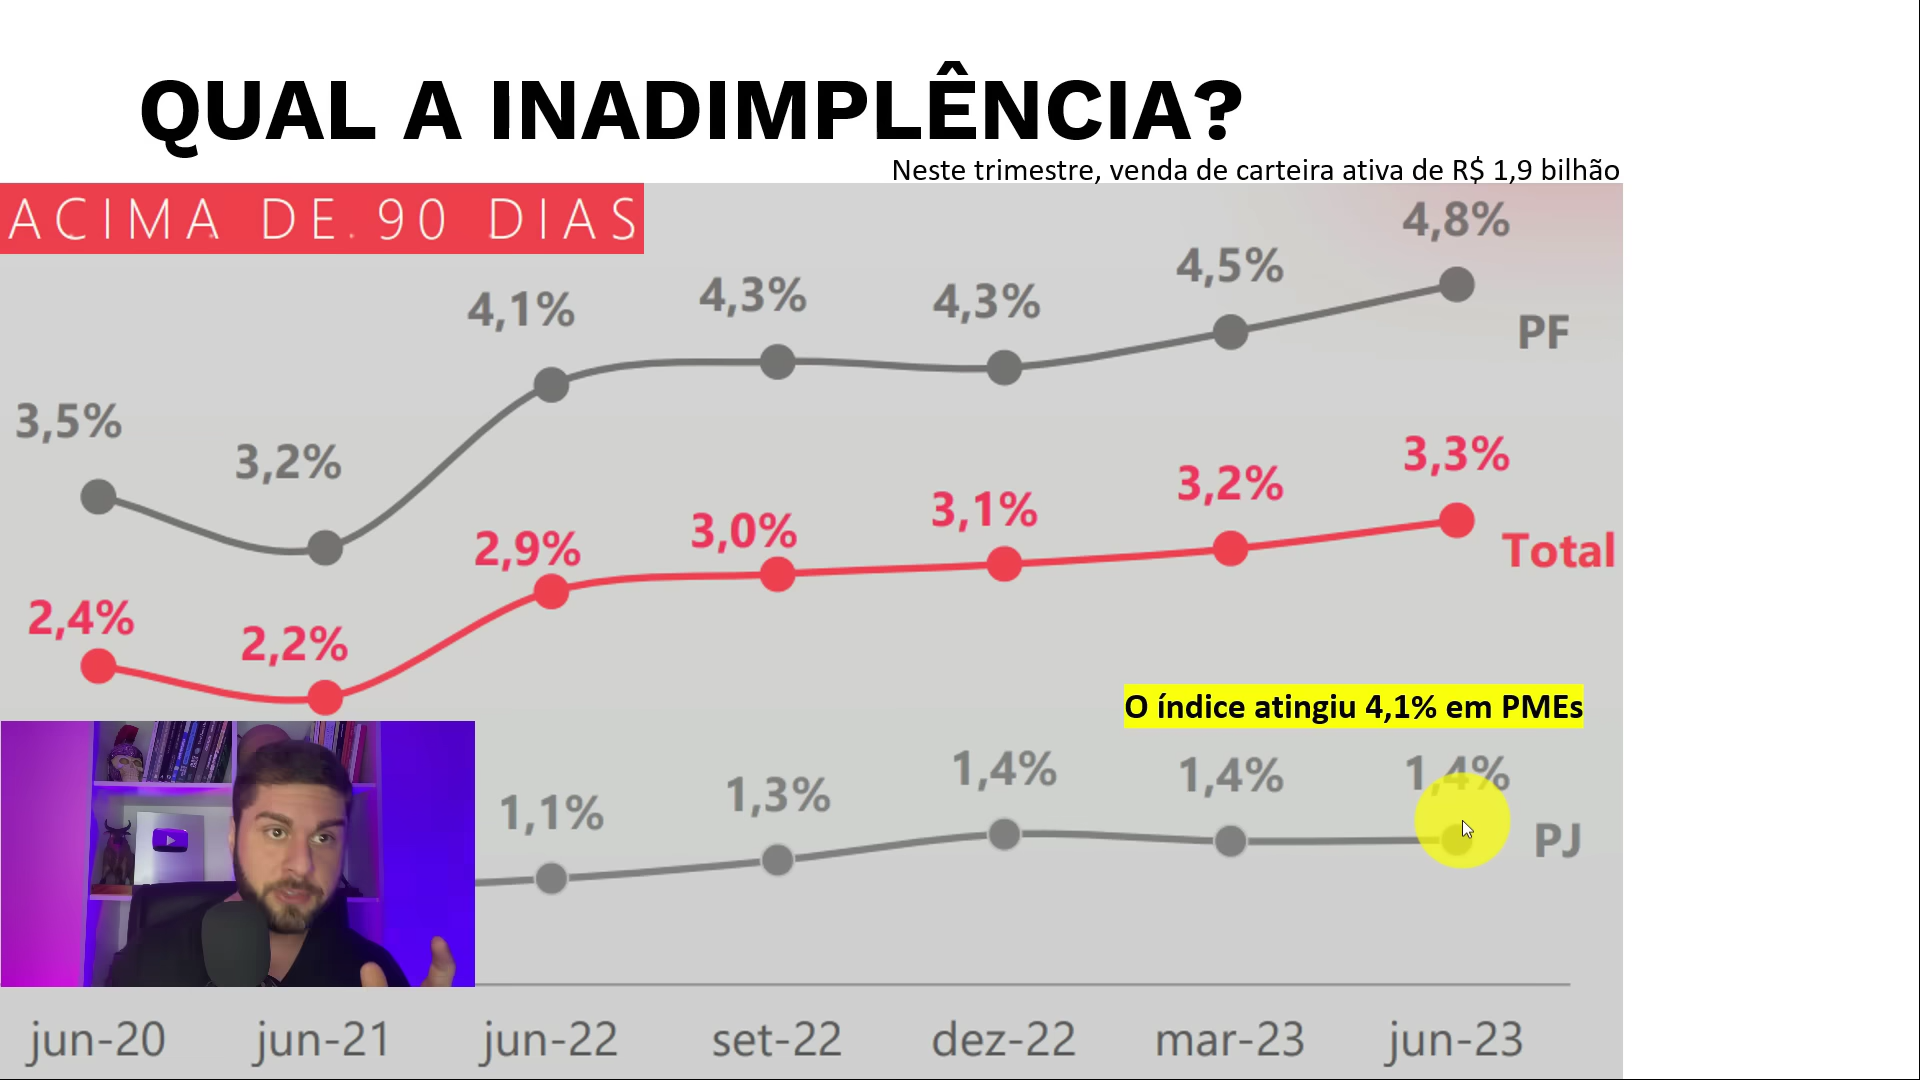 QUAL A INADIMPLÊNCIA?
Neste trimestre, venda de carteira ativa de R$ 1,9 bilhão
ACIMA DE 90 DIAS
3,5%
3,2%
4,1%
4,3%
4,3%
4,5%
4,8%
PF
2,4%
2,2%
2,9%
3,0%
3,1%
3,2%
3,3%
Total
O índice atingiu 4,1% em PMEs
1,1%
1,3%
1,4%
1,4%
1,4%
PJ
jun-20
jun-21
jun-22
set-22
dez-22
mar-23
jun-23